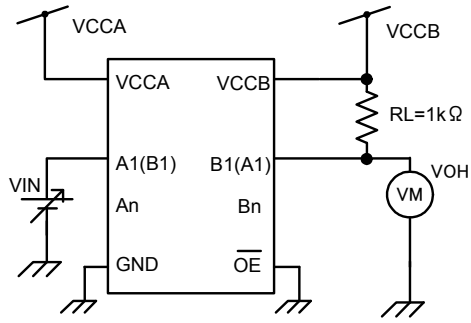 VCCA
VCCB
VCCA VCCB
RL=1kΩ
A1(B1) B1(A1)
VIN
VOH
VM
An Bn
GND OE